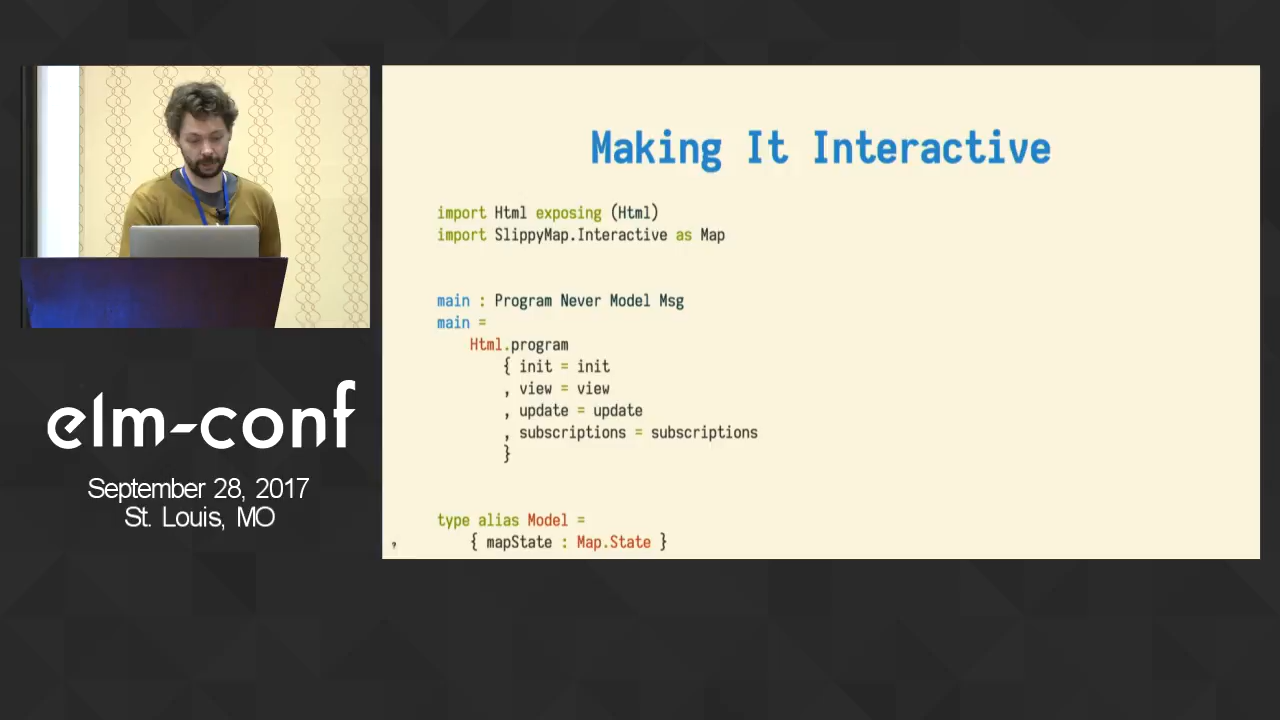 Making It Interactive
import Html exposing (Html)
import SlippyMap.Interactive as Map
main : Program Never Model Msg
main =
Html.program
{ init = init
, view = view
, update = update
, subscriptions = subscriptions
}
type alias Model =
{ mapState : Map.State }
?
elm-conf
September 28, 2017
St. Louis, MO